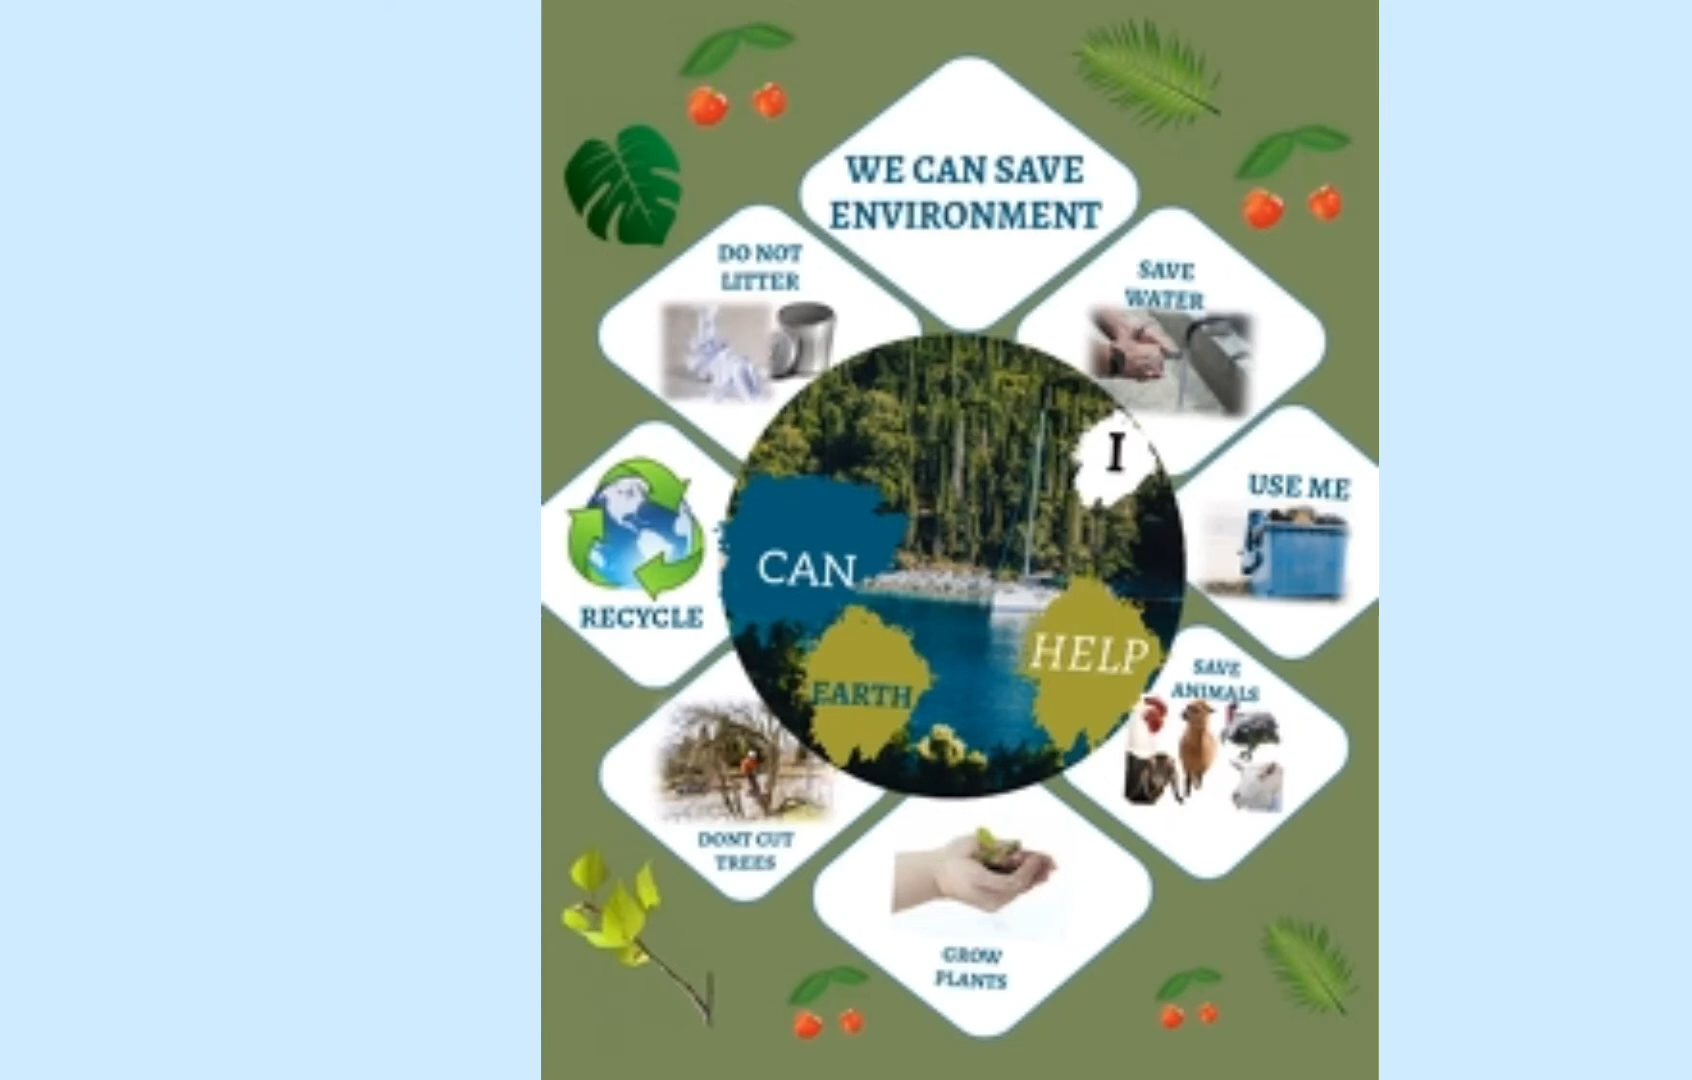 WE CAN SAVE
ENVIRONMENT
DO NOT
LITTER
SAVE
WATER
I
USE ME
CAN
RECYCLE
HELP
EARTH
SAVE
ANIMALS
DONT CUT
TREES
GROW
PLANTS